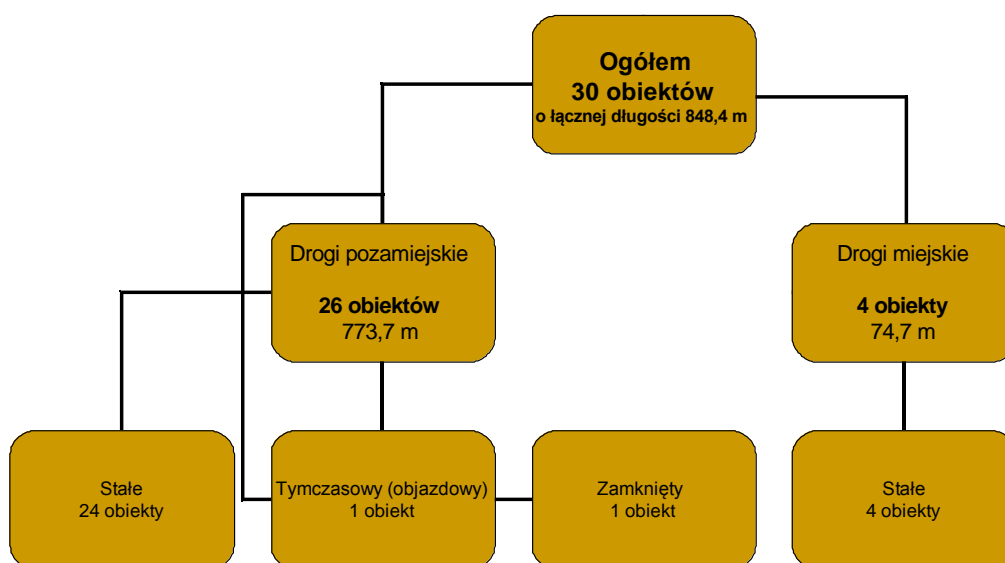 Ogółem
30 obiektów
o łącznej długości 848,4 m
Drogi pozamiejskie
26 obiektów
773,7 m
Drogi miejskie
4 obiekty
74,7 m
Stałe
24 obiekty
Tymczasowy (objazdowy)
1 obiekt
Zamknięty
1 obiekt
Stałe
4 obiekty